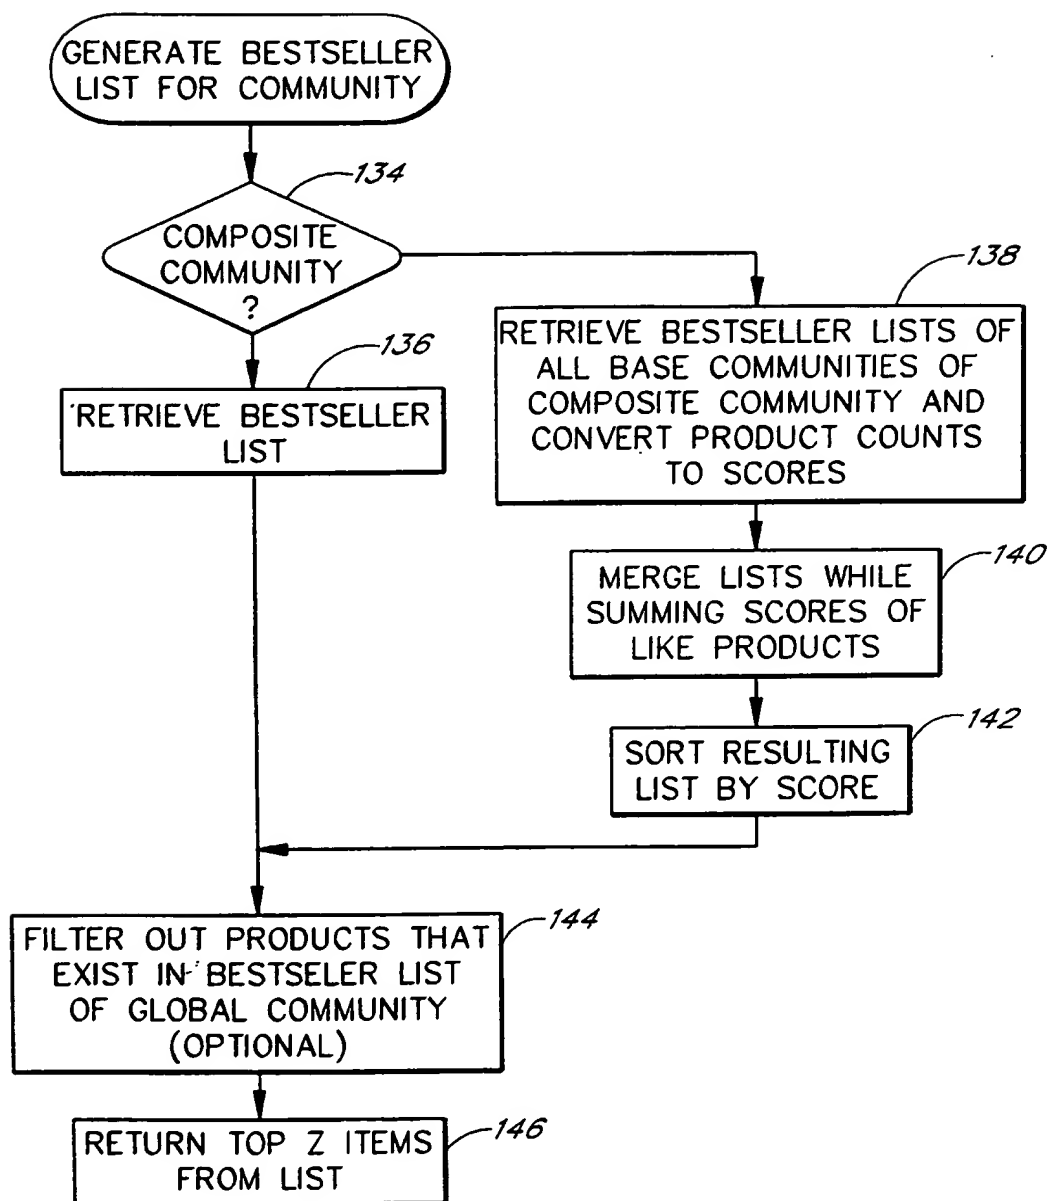 GENERATE BESTSELLER
LIST FOR COMMUNITY
134
COMPOSITE
COMMUNITY
?
136
RETRIEVE BESTSELLER
LIST
138
RETRIEVE BESTSELLER LISTS OF
ALL BASE COMMUNITIES OF
COMPOSITE COMMUNITY AND
CONVERT PRODUCT COUNTS
TO SCORES
140
MERGE LISTS WHILE
SUMMING SCORES OF
LIKE PRODUCTS
142
SORT RESULTING
LIST BY SCORE
144
FILTER OUT PRODUCTS THAT
EXIST IN BESTSELER LIST
OF GLOBAL COMMUNITY
(OPTIONAL)
146
RETURN TOP Z ITEMS
FROM LIST